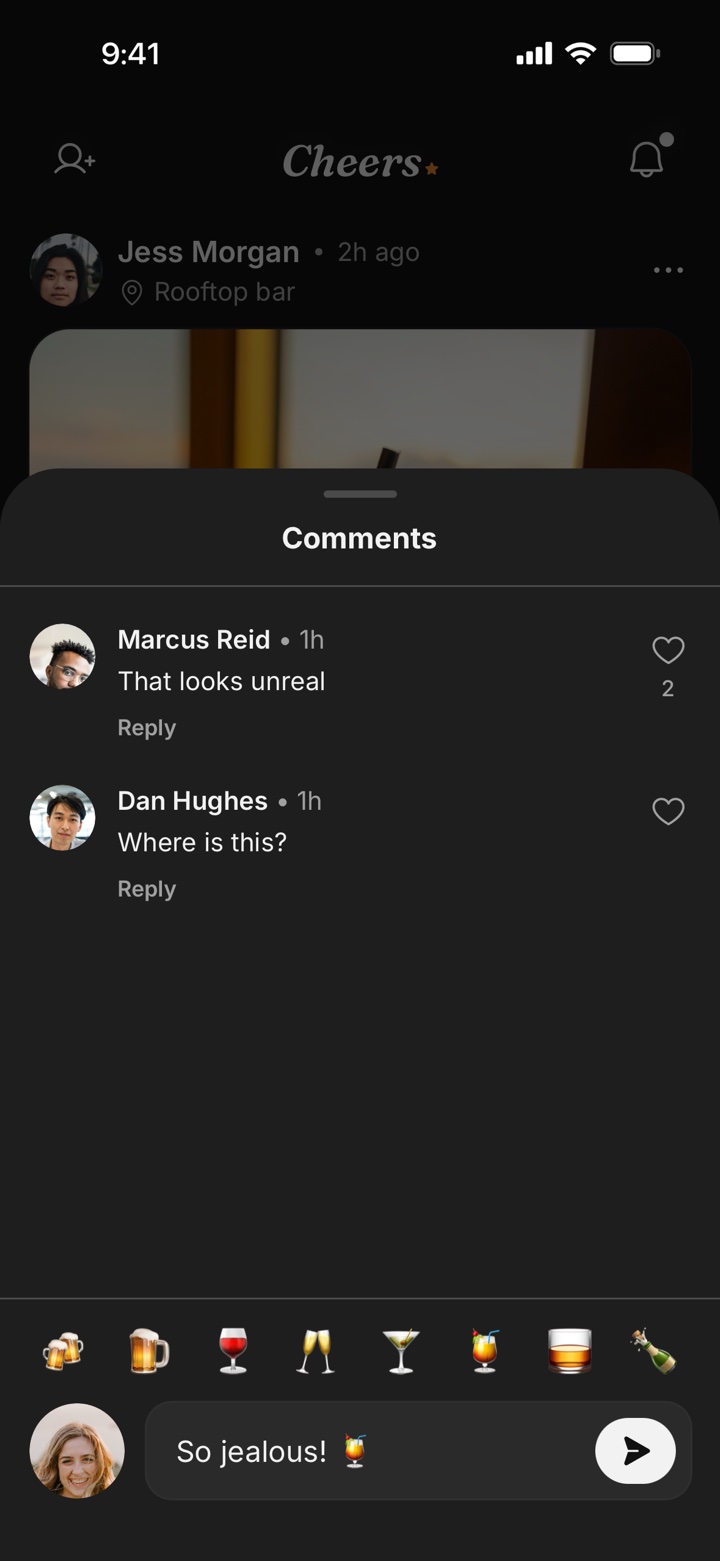 9:41
Cheers
Jess Morgan • 2h ago
Rooftop bar
Comments
Marcus Reid • 1h
That looks unreal
2
Reply
Dan Hughes • 1h
Where is this?
Reply
So jealous! 🍹